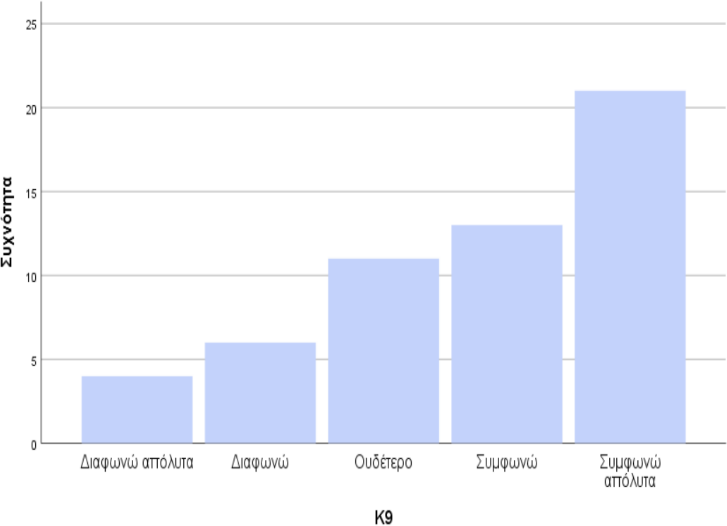 25
20
15
10
5
0
Συχνότητα
Διαφωνώ απόλυτα
Διαφωνώ
Ουδέτερο
Συμφωνώ
Συμφωνώ
απόλυτα
K9